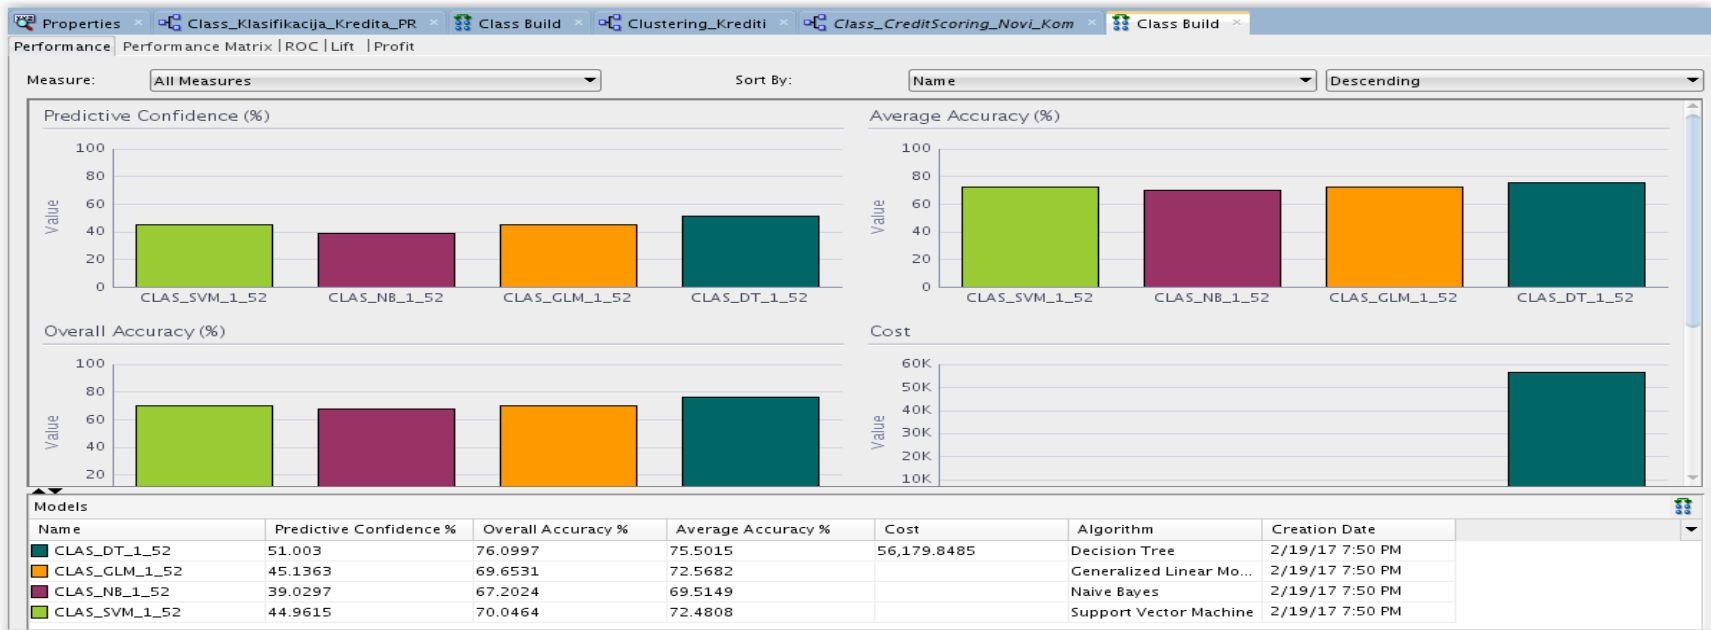 Properties Class_Klasifikacija_Kredita_PR Class Build Clustering_Krediti Class_CreditScoring_Novi_Kom Class Build
Performance Performance Matrix | ROC | Lift | Profit
Measure: All Measures Sort By: Name Descending
Predictive Confidence (%)
100
80
60
40
20
0
Value
CLAS_SVM_1_52 CLAS_NB_1_52 CLAS_GLM_1_52 CLAS_DT_1_52
Average Accuracy (%)
100
80
60
40
20
0
Value
CLAS_SVM_1_52 CLAS_NB_1_52 CLAS_GLM_1_52 CLAS_DT_1_52
Overall Accuracy (%)
100
80
60
40
20
Value
Cost
60K
50K
40K
30K
20K
10K
Value
Models
Name Predictive Confidence % Overall Accuracy % Average Accuracy % Cost Algorithm Creation Date
CLAS_DT_1_52 51.003 76.0997 75.5015 56,179.8485 Decision Tree 2/19/17 7:50 PM
CLAS_GLM_1_52 45.1363 69.6531 72.5682 Generalized Linear Mo... 2/19/17 7:50 PM
CLAS_NB_1_52 39.0297 67.2024 69.5149 Naive Bayes 2/19/17 7:50 PM
CLAS_SVM_1_52 44.9615 70.0464 72.4808 Support Vector Machine 2/19/17 7:50 PM